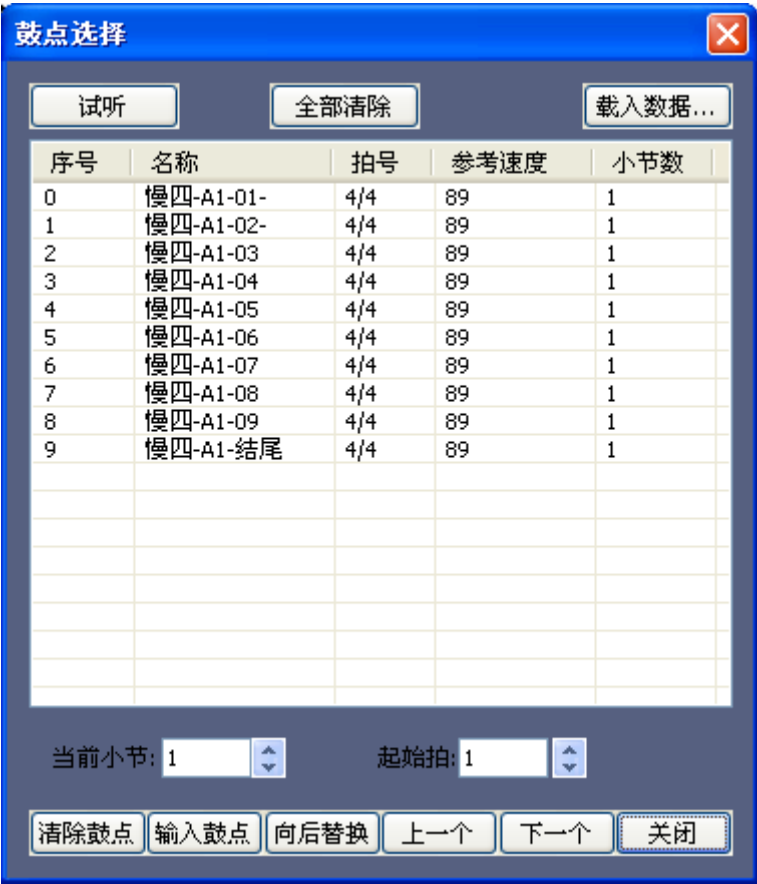 鼓点选择
试听 全部清除 载入数据...
序号 名称 拍号 参考速度 小节数
0 慢四-A1-01- 4/4 89 1
1 慢四-A1-02- 4/4 89 1
2 慢四-A1-03 4/4 89 1
3 慢四-A1-04 4/4 89 1
4 慢四-A1-05 4/4 89 1
5 慢四-A1-06 4/4 89 1
6 慢四-A1-07 4/4 89 1
7 慢四-A1-08 4/4 89 1
8 慢四-A1-09 4/4 89 1
9 慢四-A1-结尾 4/4 89 1
当前小节: 1 起始拍: 1
清除鼓点 输入鼓点 向后替换 上一个 下一个 关闭